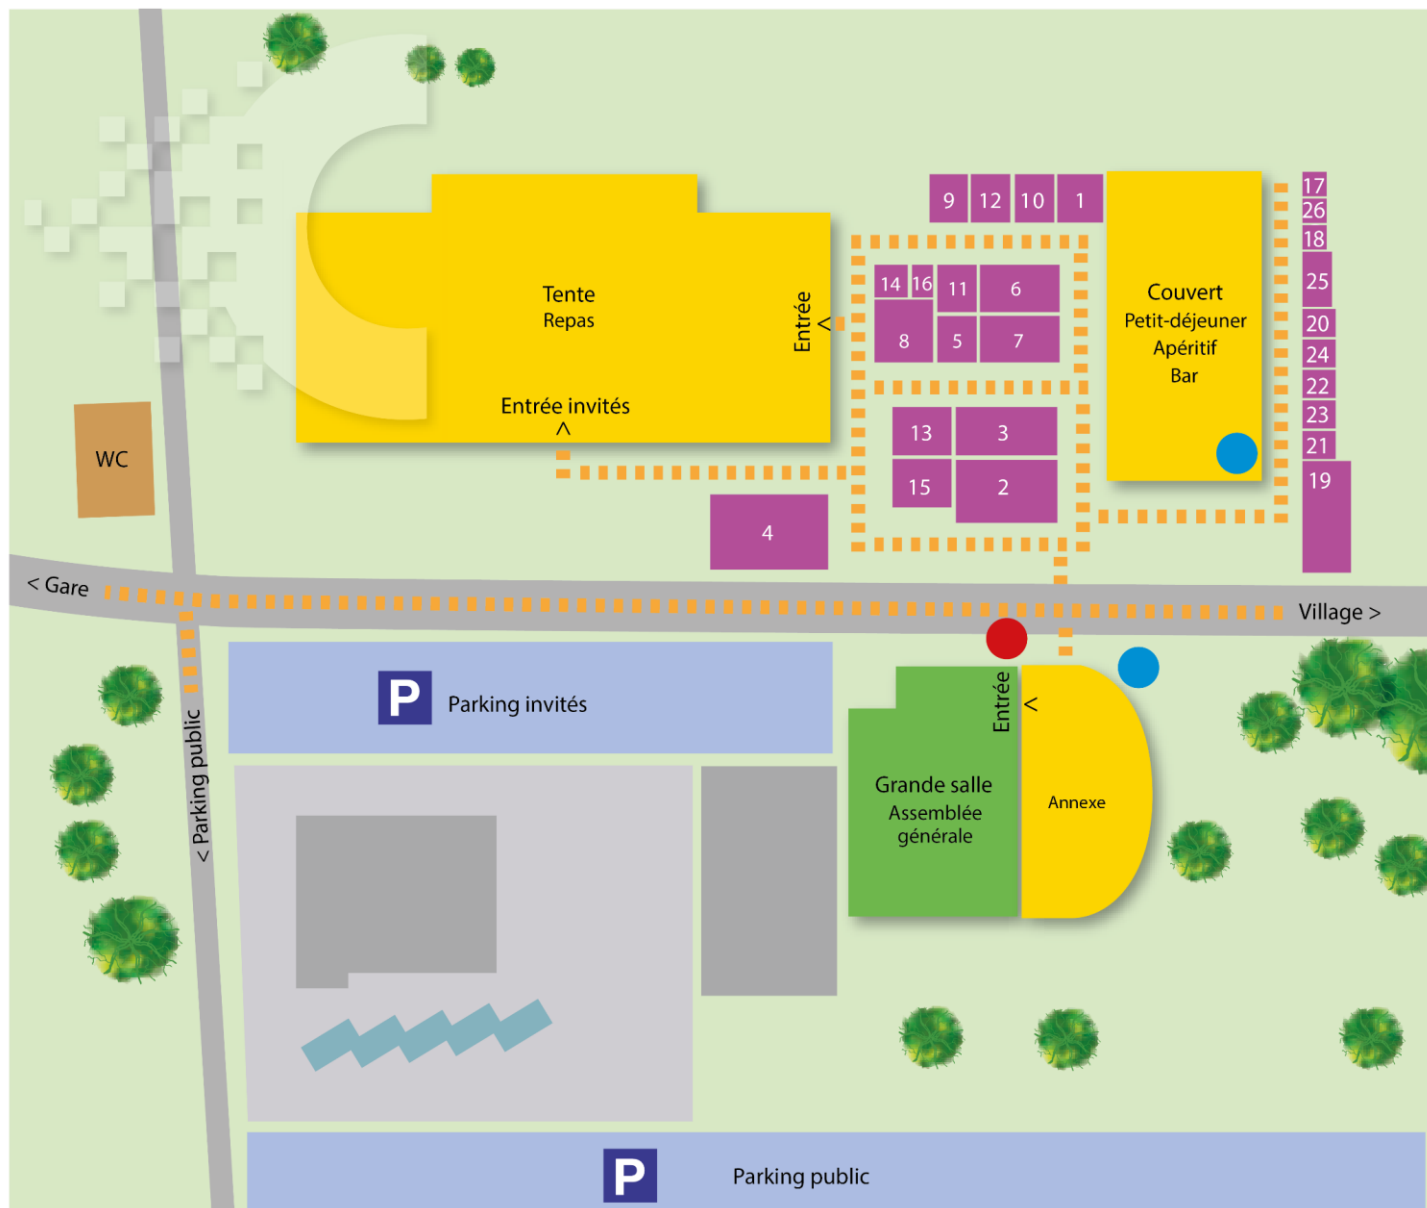 9 12 10 1
17
26
18
25
20
24
22
23
21
19
14 16 11 6
8 5 7
13 3
15 2
4
Tente
Repas
Entrée
<
Entrée invités
^
Couvert
Petit-déjeuner
Apéritif
Bar
WC
< Gare
Village >
< Parking public
P Parking invités
Entrée
<
Grande salle
Assemblée
générale
Annexe
P Parking public